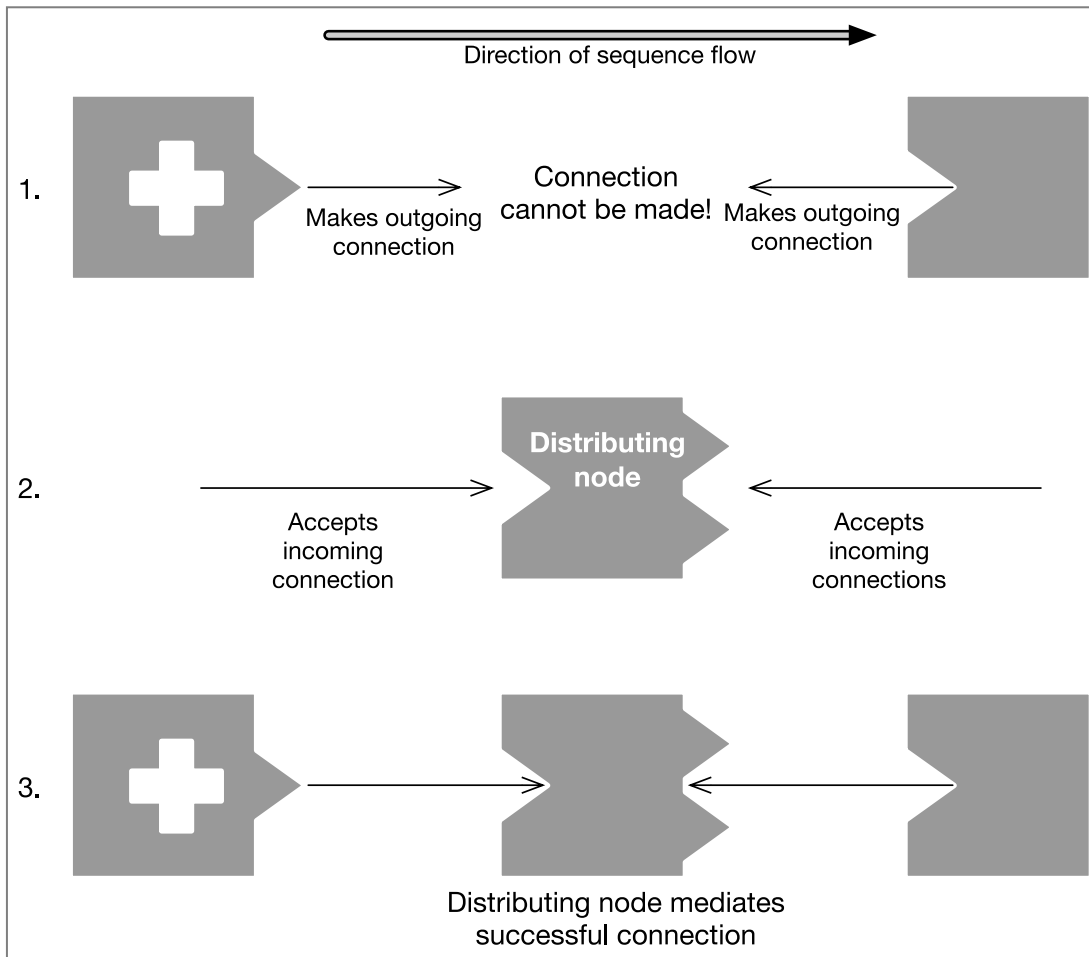 Direction of sequence flow
1.
Makes outgoing
connection
Connection
cannot be made!
Makes outgoing
connection
2.
Accepts
incoming
connection
Distributing
node
Accepts
incoming
connections
3.
Distributing node mediates
successful connection